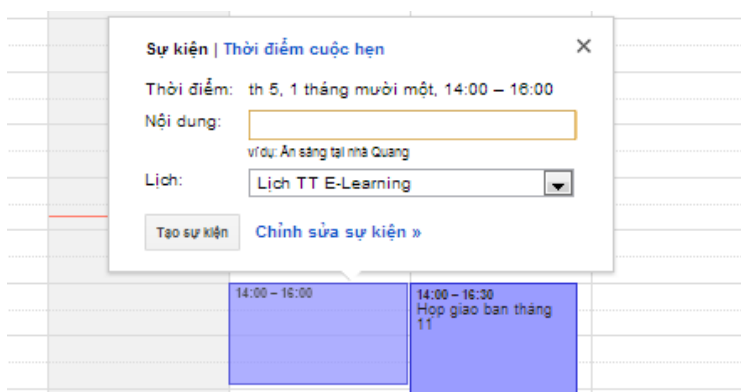 Sự kiện | Thời điểm cuộc hẹn
Thời điểm: th 5, 1 tháng mười một, 14:00 – 16:00
Nội dung:
ví dụ: Ăn sáng tại nhà Quang
Lịch: Lịch TT E-Learning
Tạo sự kiện Chỉnh sửa sự kiện »
14:00 – 16:00
14:00 – 16:30
Họp giao ban tháng
11